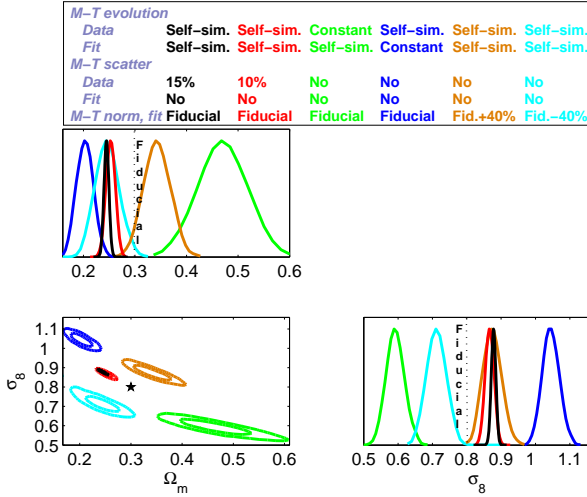 M−T evolution
Data Self−sim. Self−sim. Constant Self−sim. Self−sim. Self−sim.
Fit Self−sim. Self−sim. Self−sim. Constant Self−sim. Self−sim.
M−T scatter
Data 15% 10% No No No No
Fit No No No No No No
M−T norm, fit Fiducial Fiducial Fiducial Fiducial Fid.+40% Fid.−40%
Fiducial
0.2 0.3 0.4 0.5 0.6
1.1
1
0.9
0.8
0.7
0.6
0.5
σ8
0.2 0.3 0.4 0.5 0.6
Ωm
Fiducial
0.5 0.6 0.7 0.8 0.9 1 1.1
σ8